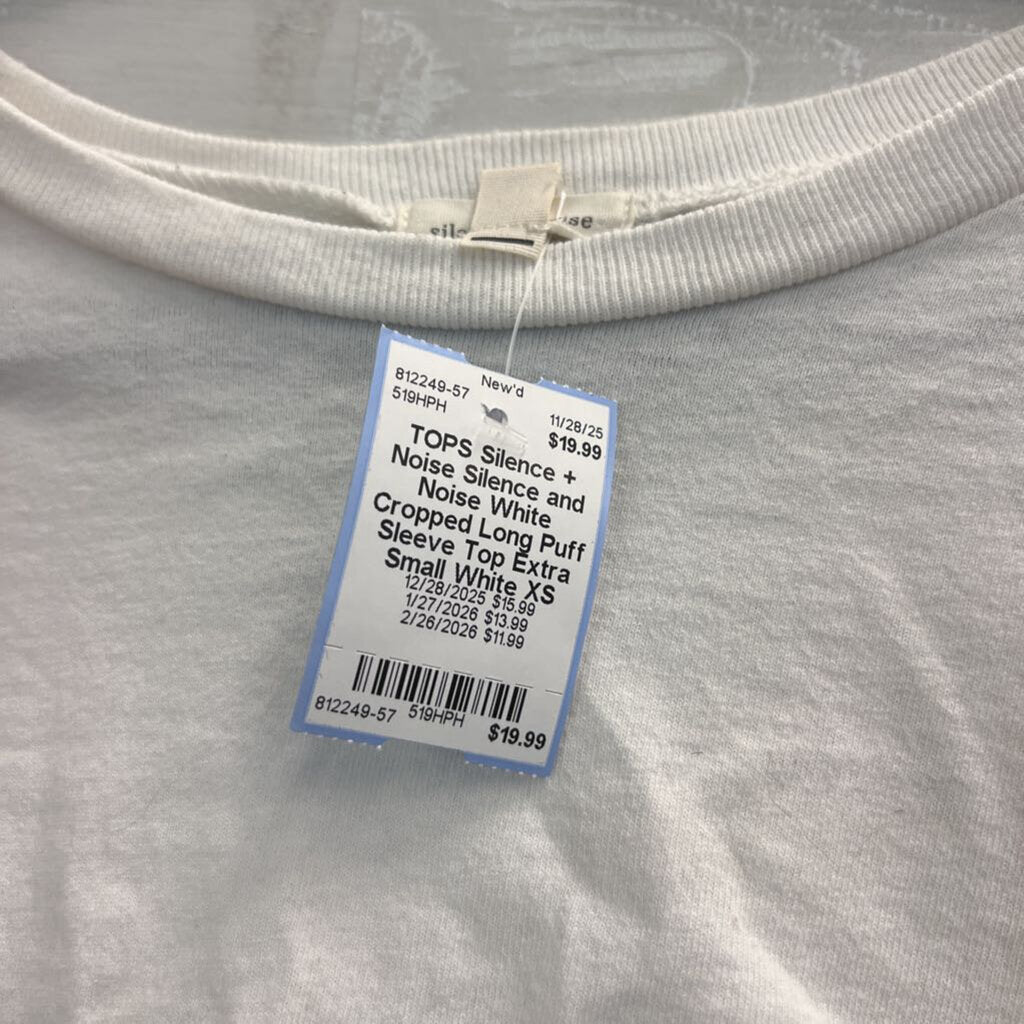 812249-57 New'd
519HPH 11/28/25
$19.99
TOPS Silence +
Noise Silence and
Noise White
Cropped Long Puff
Sleeve Top Extra
Small White XS
12/28/2025 $15.99
1/27/2026 $13.99
2/26/2026 $11.99
812249-57 519HPH $19.99